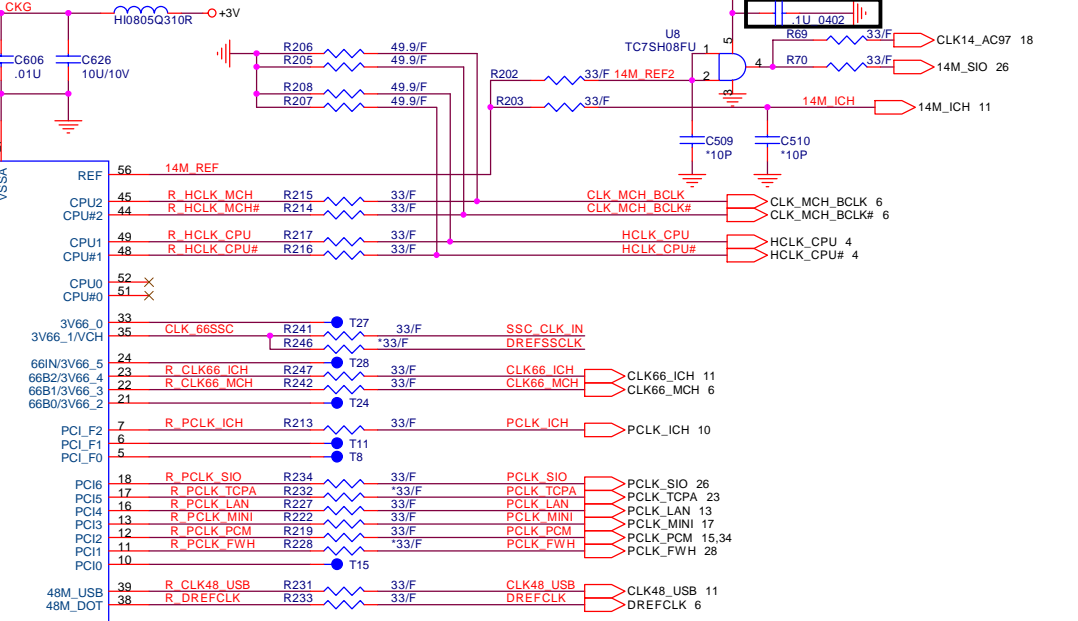 CKG
HI0805Q310R
+3V
.1U_0402
C606
.01U
C626
10U/10V
R206 49.9/F
R205 49.9/F
R208 49.9/F
R207 49.9/F
U8
TC7SH08FU
5
1
2
4
3
R69 33/F CLK14_AC97 18
R70 33/F 14M_SIO 26
R202 33/F 14M_REF2
R203 33/F 14M_ICH 14M_ICH 11
C509
*10P
C510
*10P
VSSA
REF 56 14M_REF
CPU2 45 R_HCLK_MCH R215 33/F CLK_MCH_BCLK CLK_MCH_BCLK 6
CPU#2 44 R_HCLK_MCH# R214 33/F CLK_MCH_BCLK# CLK_MCH_BCLK# 6
CPU1 49 R_HCLK_CPU R217 33/F HCLK_CPU HCLK_CPU 4
CPU#1 48 R_HCLK_CPU# R216 33/F HCLK_CPU# HCLK_CPU# 4
CPU0 52
CPU#0 51
3V66_0 33 T27
3V66_1/VCH 35 CLK_66SSC R241 33/F SSC_CLK_IN
R246 *33/F DREFSSCLK
66IN/3V66_5 24 T28
66B2/3V66_4 23 R_CLK66_ICH R247 33/F CLK66_ICH CLK66_ICH 11
66B1/3V66_3 22 R_CLK66_MCH R242 33/F CLK66_MCH CLK66_MCH 6
66B0/3V66_2 21 T24
PCI_F2 7 R_PCLK_ICH R213 33/F PCLK_ICH PCLK_ICH 10
PCI_F1 6 T11
PCI_F0 5 T8
PCI6 18 R_PCLK_SIO R234 33/F PCLK_SIO PCLK_SIO 26
PCI5 17 R_PCLK_TCPA R232 *33/F PCLK_TCPA PCLK_TCPA 23
PCI4 16 R_PCLK_LAN R227 33/F PCLK_LAN PCLK_LAN 13
PCI3 13 R_PCLK_MINI R222 33/F PCLK_MINI PCLK_MINI 17
PCI2 12 R_PCLK_PCM R219 33/F PCLK_PCM PCLK_PCM 15,34
PCI1 11 R_PCLK_FWH R228 *33/F PCLK_FWH PCLK_FWH 28
PCI0 10 T15
48M_USB 39 R_CLK48_USB R231 33/F CLK48_USB CLK48_USB 11
48M_DOT 38 R_DREFCLK R233 33/F DREFCLK DREFCLK 6